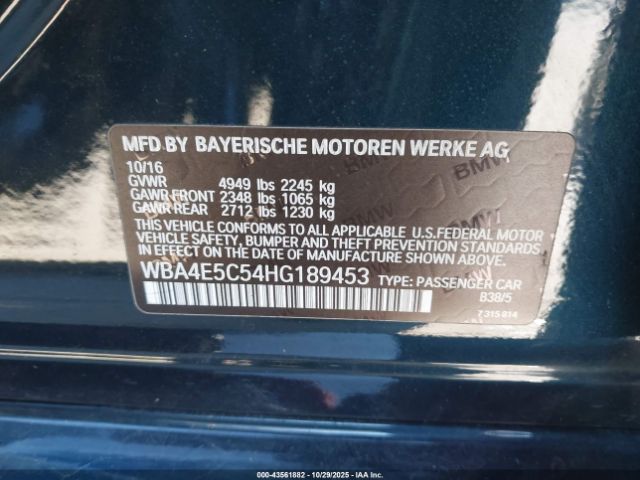 MFD BY BAYERISCHE MOTOREN WERKE AG
10/16
GVWR 4949 lbs 2245 kg
GAWR FRONT 2348 lbs 1065 kg
GAWR REAR 2712 lbs 1230 kg
THIS VEHICLE CONFORMS TO ALL APPLICABLE U.S.FEDERAL MOTOR
VEHICLE SAFETY, BUMPER AND THEFT PREVENTION STANDARDS
IN EFFECT ON THE DATE OF MANUFACTURE SHOWN ABOVE.
WBA4E5C54HG189453 TYPE: PASSENGER CAR
B38/5
7 315 814
000-43561882 | 10/29/2025 | IAAI.com